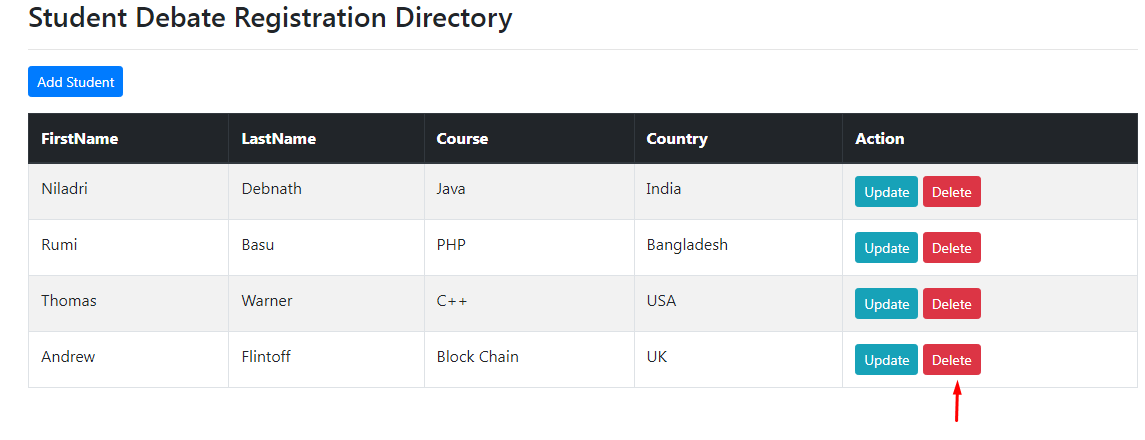 Student Debate Registration Directory
Add Student
FirstName LastName Course Country Action
Niladri Debnath Java India Update Delete
Rumi Basu PHP Bangladesh Update Delete
Thomas Warner C++ USA Update Delete
Andrew Flintoff Block Chain UK Update Delete